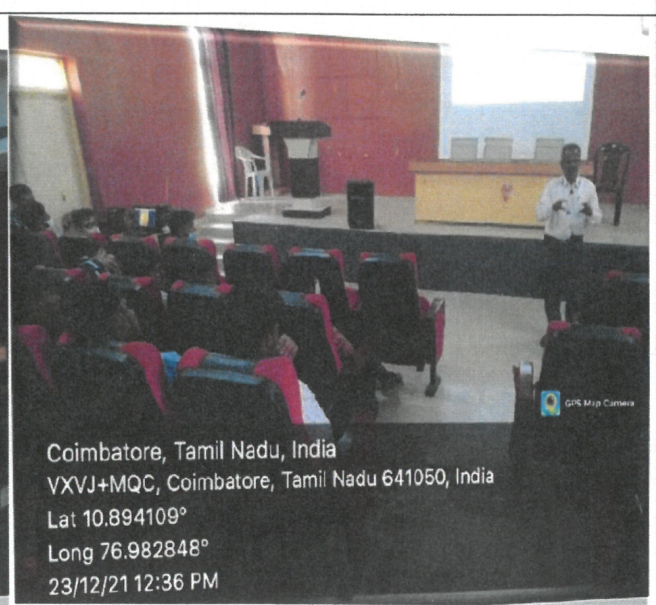 GPS Map Camera
Coimbatore, Tamil Nadu, India
VXVJ+MQC, Coimbatore, Tamil Nadu 641050, India
Lat 10.894109°
Long 76.982848°
23/12/21 12:36 PM